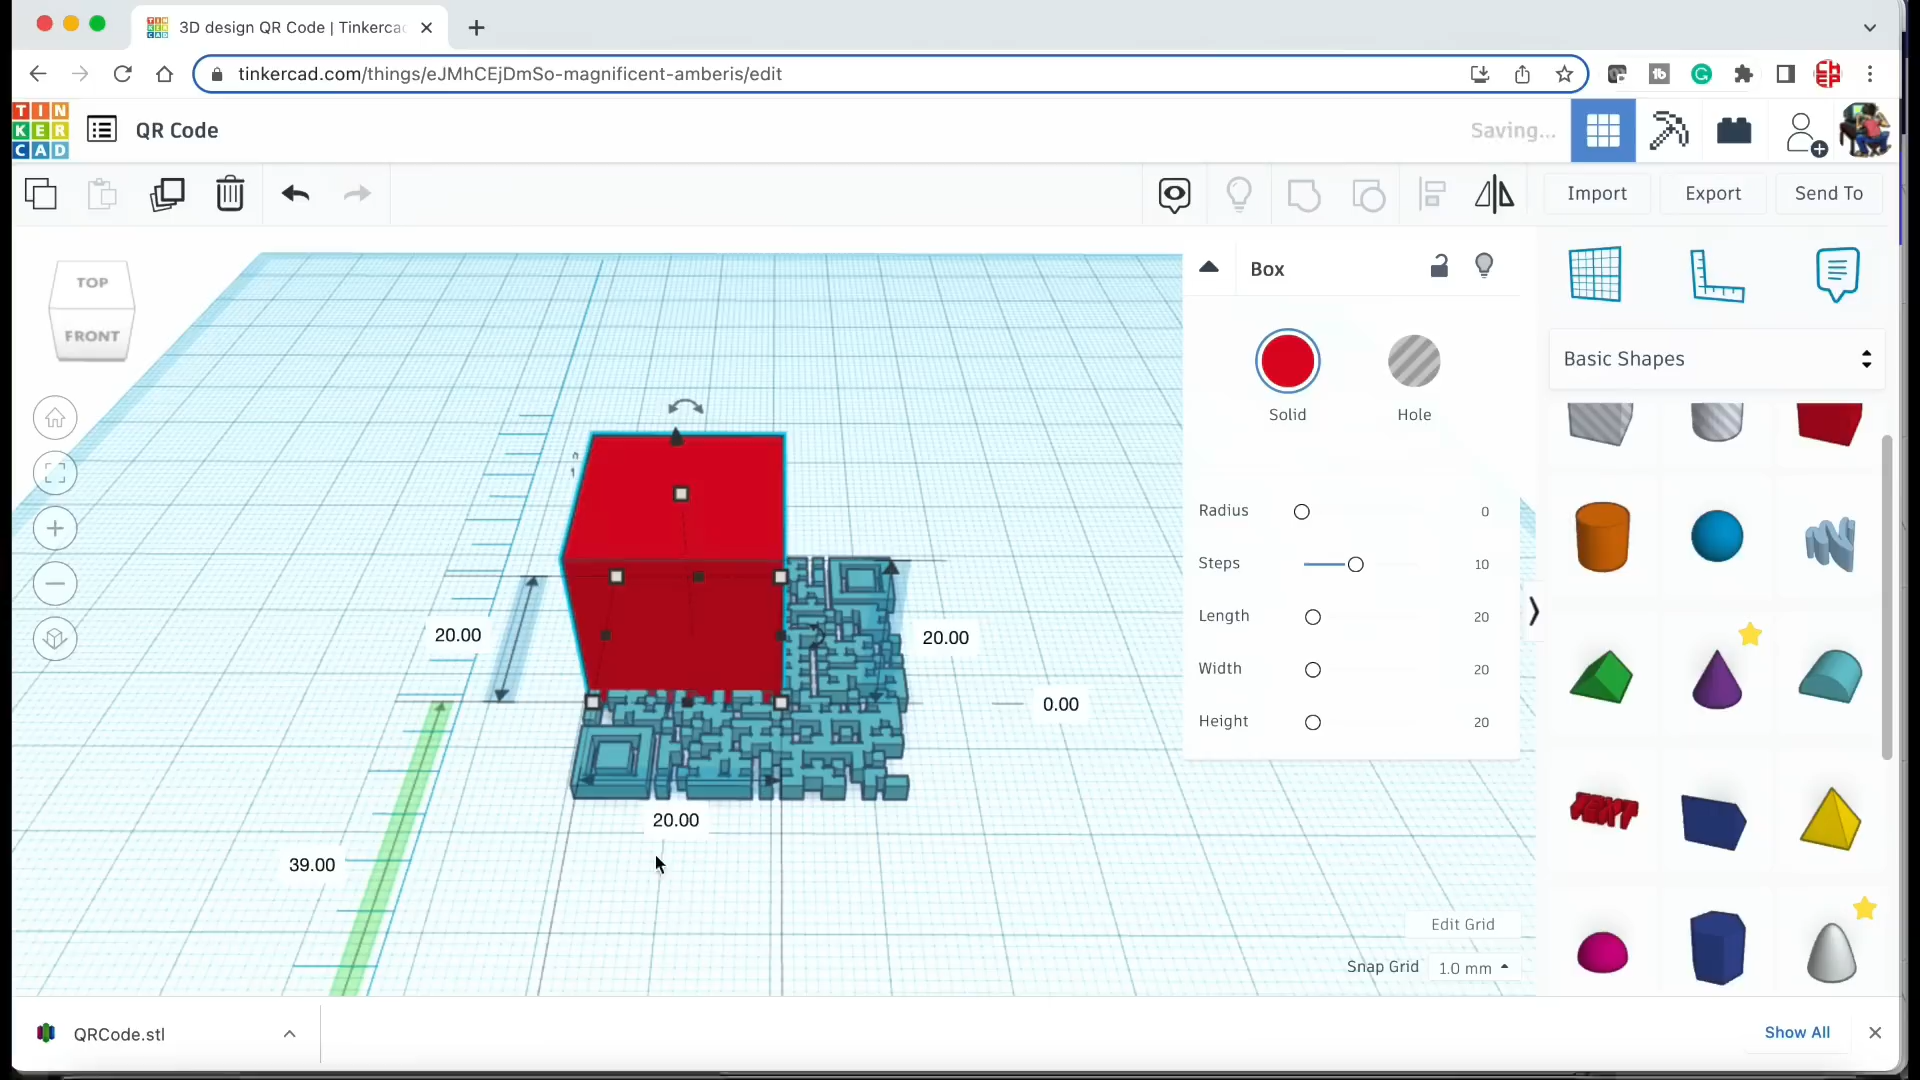 3D design QR Code | Tinkerca
tinkercad.com/things/eJMhCEjDmSo-magnificent-amberis/edit
TIN
KER
CAD
QR Code
Saving...
Import
Export
Send To
TOP
FRONT
Box
Solid
Hole
Radius 0
Steps 10
Length 20
Width 20
Height 20
Basic Shapes
TEXT
20.00
20.00
0.00
20.00
39.00
Edit Grid
Snap Grid 1.0 mm
QRCode.stl
Show All